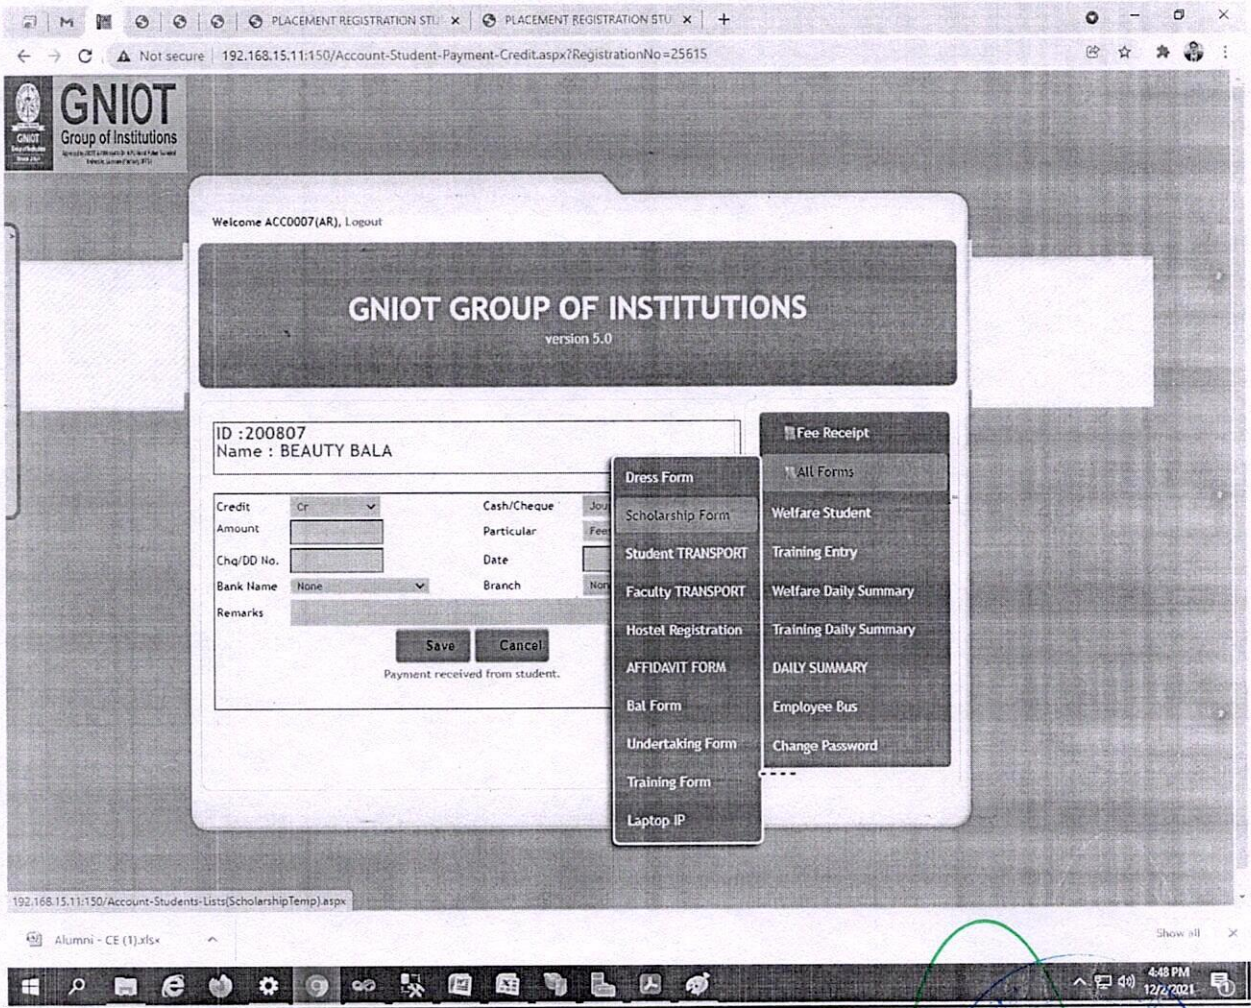 PLACEMENT REGISTRATION STU
PLACEMENT REGISTRATION STU
Not secure 192.168.15.11:150/Account-Student-Payment-Credit.aspx?RegistrationNo=25615
GNIOT
Group of Institutions
GNIOT
Welcome ACC0007(AR), Logout
GNIOT GROUP OF INSTITUTIONS
version 5.0
ID :200807
Name : BEAUTY BALA
Credit Cr Cash/Cheque Jou
Amount Particular Fees
Chq/DD No. Date
Bank Name None Branch Non
Remarks
Save Cancel
Payment received from student.
Dress Form
Scholarship Form
Student TRANSPORT
Faculty TRANSPORT
Hostel Registration
AFFIDAVIT FORM
Bal Form
Undertaking Form
Training Form
Laptop IP
Fee Receipt
All Forms
Welfare Student
Training Entry
Welfare Daily Summary
Training Daily Summary
DAILY SUMMARY
Employee Bus
Change Password
192.168.15.11:150/Account-Students-Lists(ScholarshipTemp).aspx
Alumni - CE (1).xlsx
Show all
4:48 PM
12/2/2021